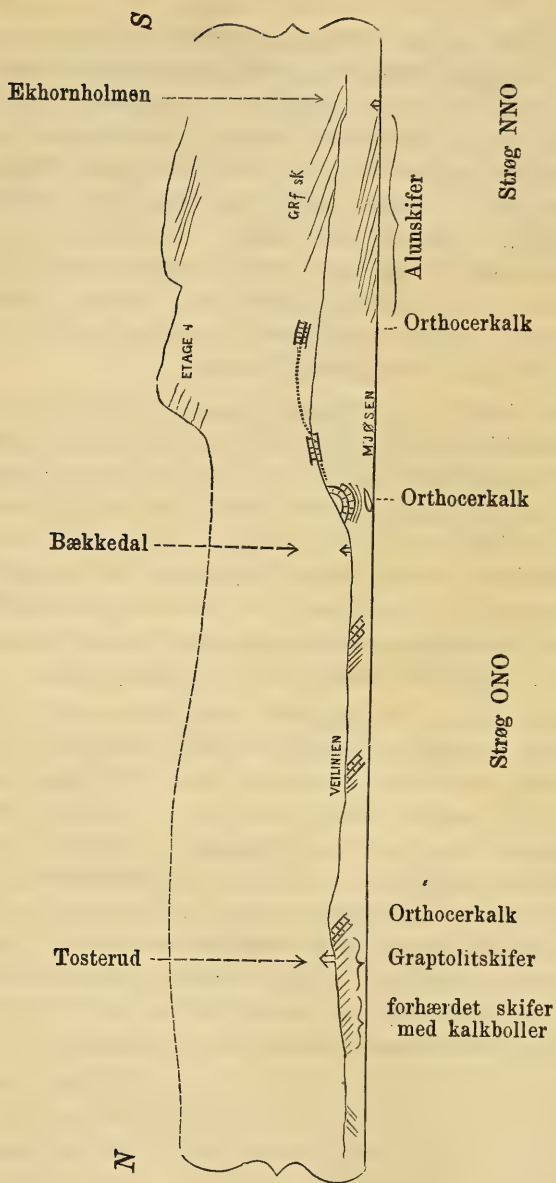 S
Ekhornholmen
Strøg NNO
GRf sK
Alunskifer
Orthocerkalk
ETAGE 4
MJØSEN
Orthocerkalk
Bækkedal
Strøg ONO
VEILINIEN
Orthocerkalk
Tosterud
Graptolitskifer
forhærdet skifer
med kalkboller
N